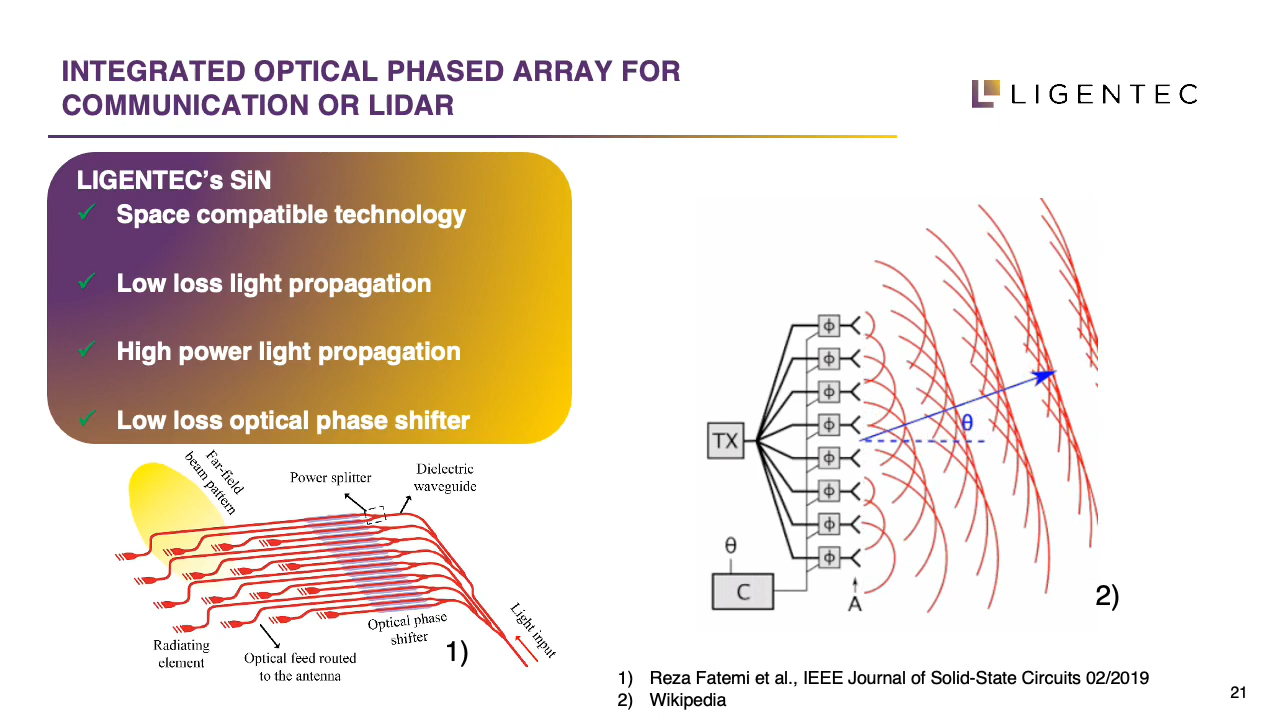 INTEGRATED OPTICAL PHASED ARRAY FOR
COMMUNICATION OR LIDAR
LIGENTEC
LIGENTEC’s SiN
✓ Space compatible technology
✓ Low loss light propagation
✓ High power light propagation
✓ Low loss optical phase shifter
Far-field
beam pattern
Power splitter
Dielectric
waveguide
Optical phase
shifter
Light input
Radiating
element
Optical feed routed
to the antenna
1)
TX
ϕ
ϕ
ϕ
ϕ
ϕ
ϕ
ϕ
ϕ
θ
θ
C
A
2)
1) Reza Fatemi et al., IEEE Journal of Solid-State Circuits 02/2019
2) Wikipedia
21